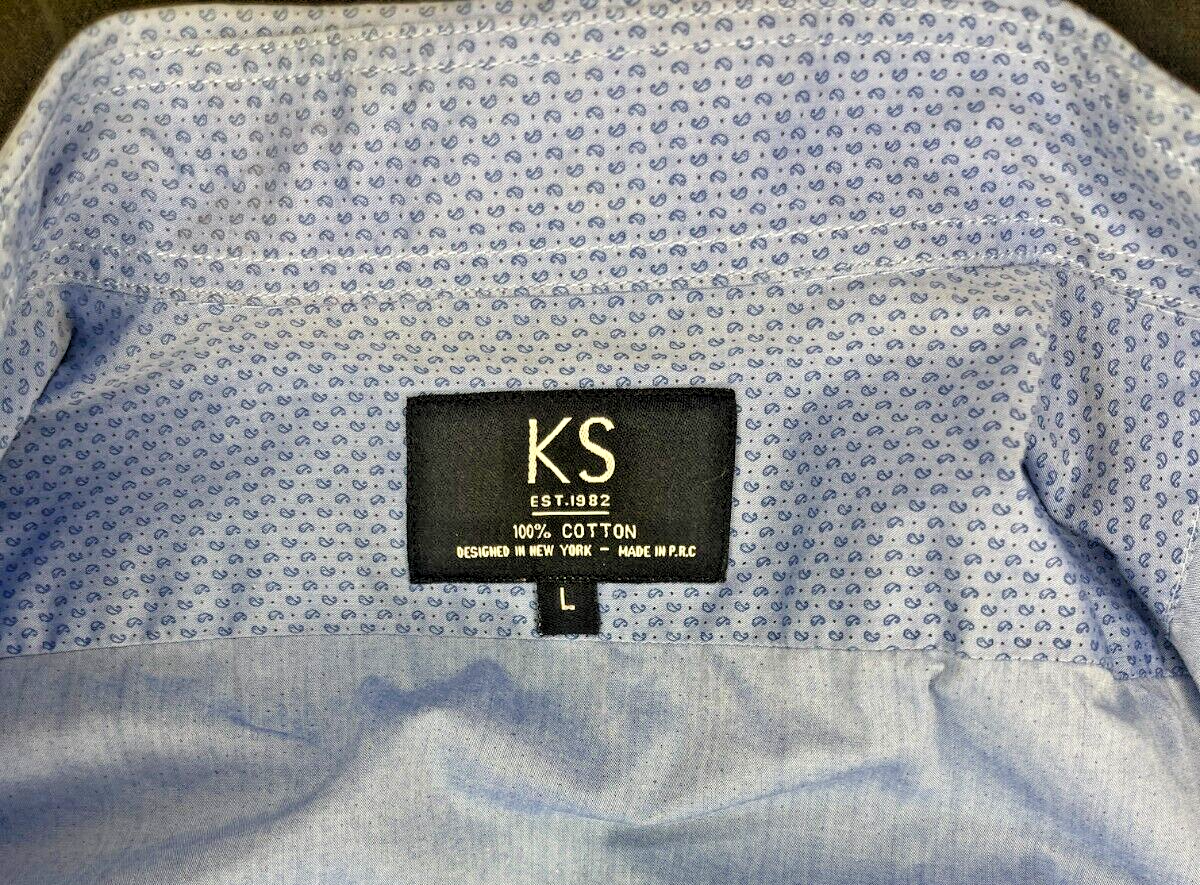 KS
EST.1982
100% COTTON
DESIGNED IN NEW YORK – MADE IN P.R.C
L